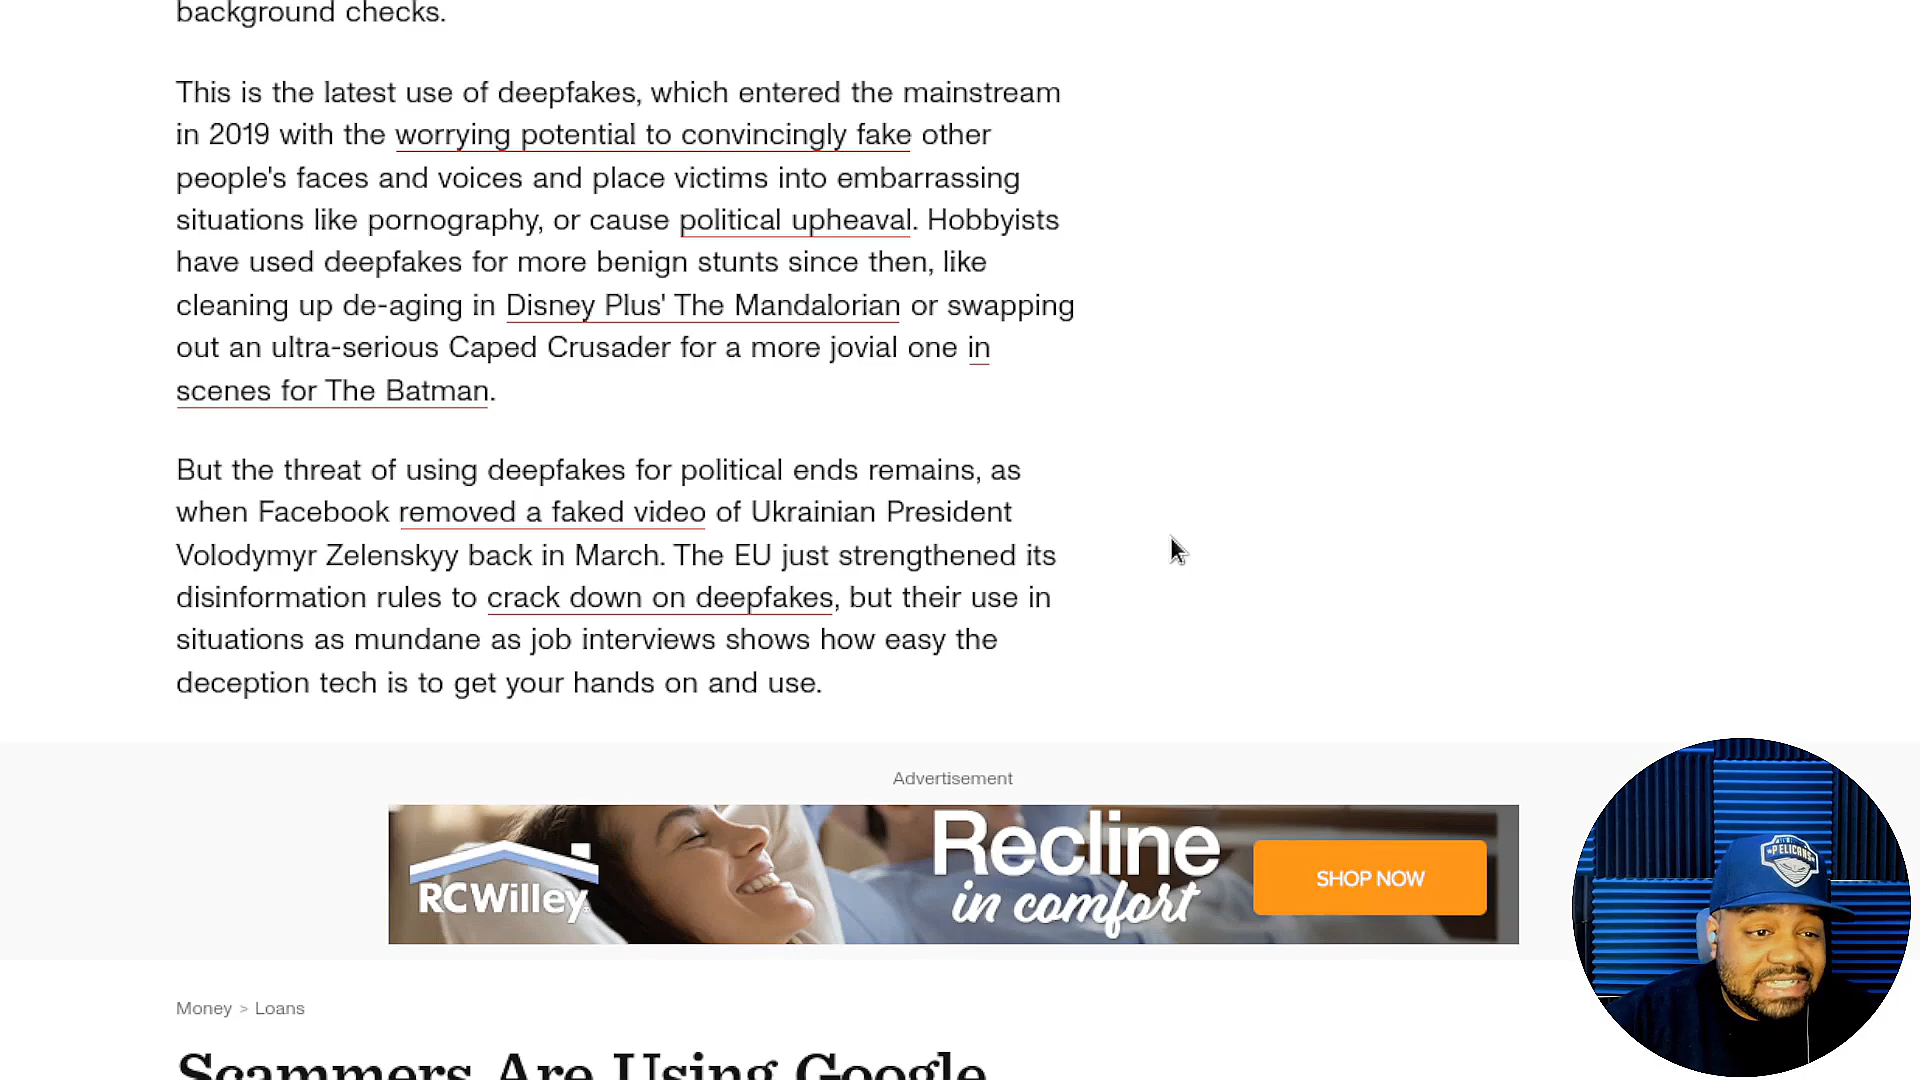 background checks.
This is the latest use of deepfakes, which entered the mainstream
in 2019 with the worrying potential to convincingly fake other
people's faces and voices and place victims into embarrassing
situations like pornography, or cause political upheaval. Hobbyists
have used deepfakes for more benign stunts since then, like
cleaning up de-aging in Disney Plus' The Mandalorian or swapping
out an ultra-serious Caped Crusader for a more jovial one in
scenes for The Batman.
But the threat of using deepfakes for political ends remains, as
when Facebook removed a faked video of Ukrainian President
Volodymyr Zelenskyy back in March. The EU just strengthened its
disinformation rules to crack down on deepfakes, but their use in
situations as mundane as job interviews shows how easy the
deception tech is to get your hands on and use.
Advertisement
RCWilley
Recline
in comfort
SHOP NOW
PELICANS
Money > Loans
Scammers Are Using Google